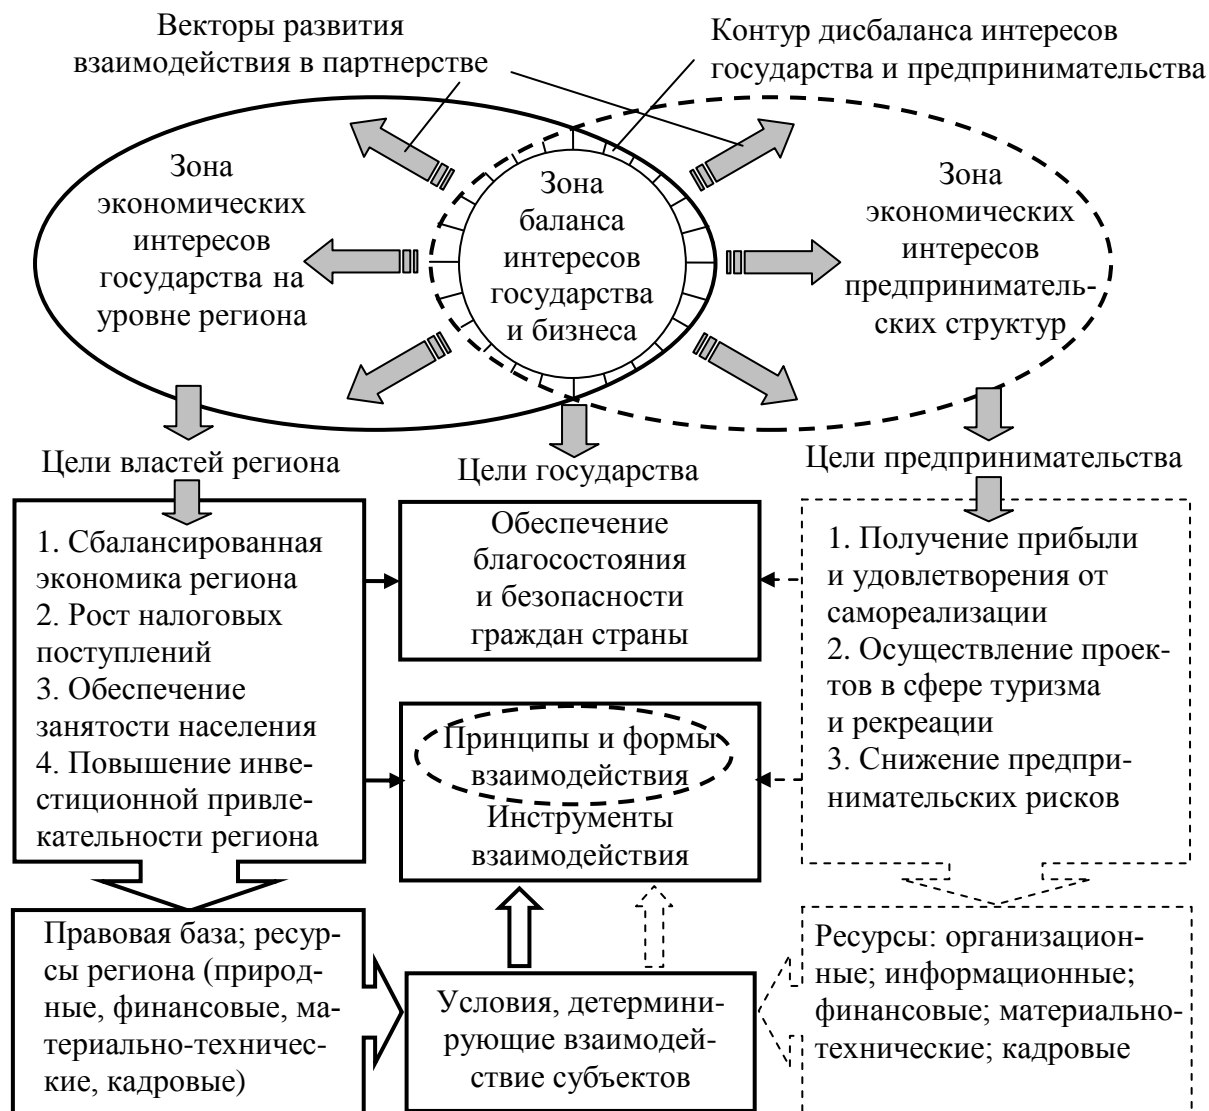 Векторы развития
взаимодействия в партнерстве
Контур дисбаланса интересов
государства и предпринимательства
Зона
экономических
интересов
государства на
уровне региона
Зона
баланса
интересов
государства
и бизнеса
Зона
экономических
интересов
предприниматель-
ских структур
Цели властей региона
Цели государства
Цели предпринимательства
1. Сбалансированная
экономика региона
2. Рост налоговых
поступлений
3. Обеспечение
занятости населения
4. Повышение инве-
стиционной привле-
кательности региона
Обеспечение
благосостояния
и безопасности
граждан страны
1. Получение прибыли
и удовлетворения от
самореализации
2. Осуществление проек-
тов в сфере туризма
и рекреации
3. Снижение предпри-
нимательских рисков
Принципы и формы
взаимодействия
Инструменты
взаимодействия
Правовая база; ресур-
сы региона (природ-
ные, финансовые, ма-
териально-техничес-
кие, кадровые)
Условия, детермини-
рующие взаимодей-
ствие субъектов
Ресурсы: организацион-
ные; информационные;
финансовые; материально-
технические; кадровые